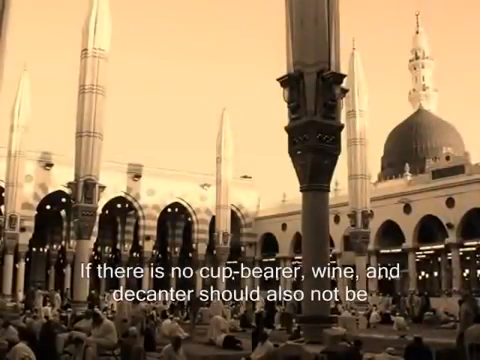 If there is no cup-bearer, wine, and
decanter should also not be